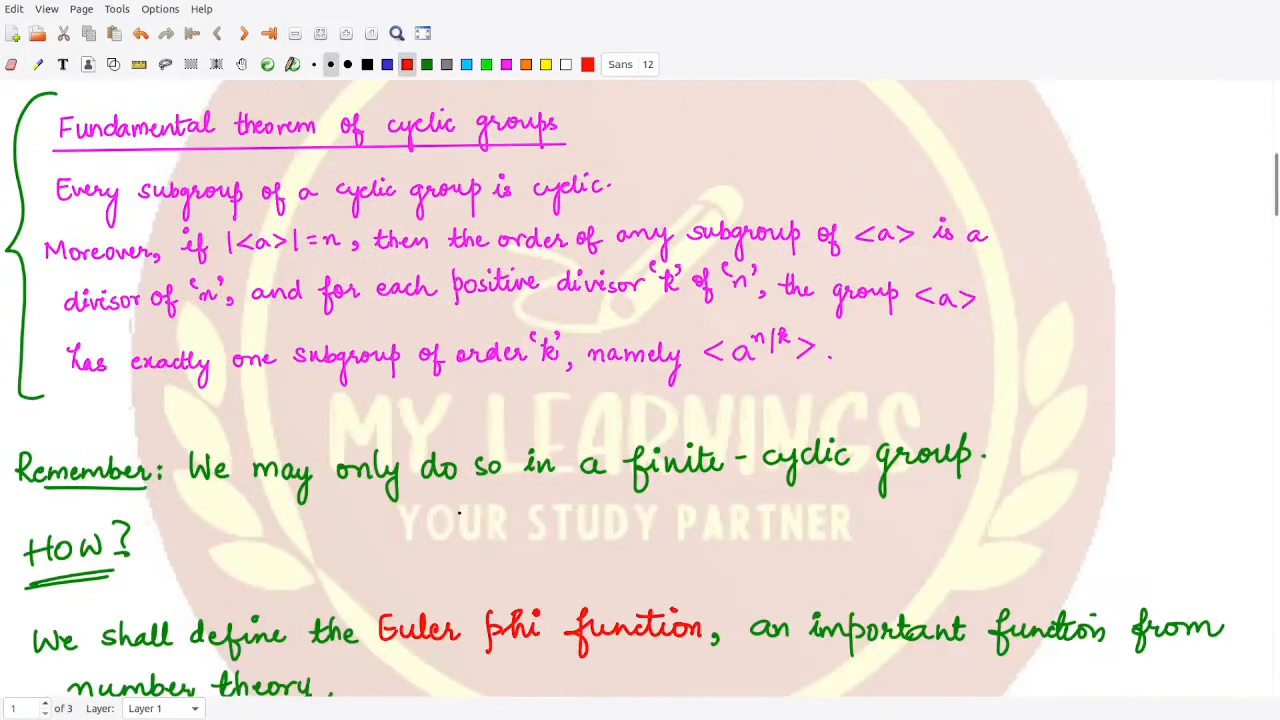 Edit View Page Tools Options Help
Sans 12
Fundamental theorem of cyclic groups
Every subgroup of a cyclic group is cyclic.
Moreover, if |<a>|=n, then the order of any subgroup of <a> is a
divisor of 'n', and for each positive divisor 'k' of 'n', the group <a>
has exactly one subgroup of order 'k', namely <a^{n/k}>.
MY LEARNINGS
Remember: We may only do so in a finite-cyclic group.
YOUR STUDY PARTNER
HOW?
We shall define the Euler phi function, an important function from
number theory.
1 of 3 Layer: Layer 1